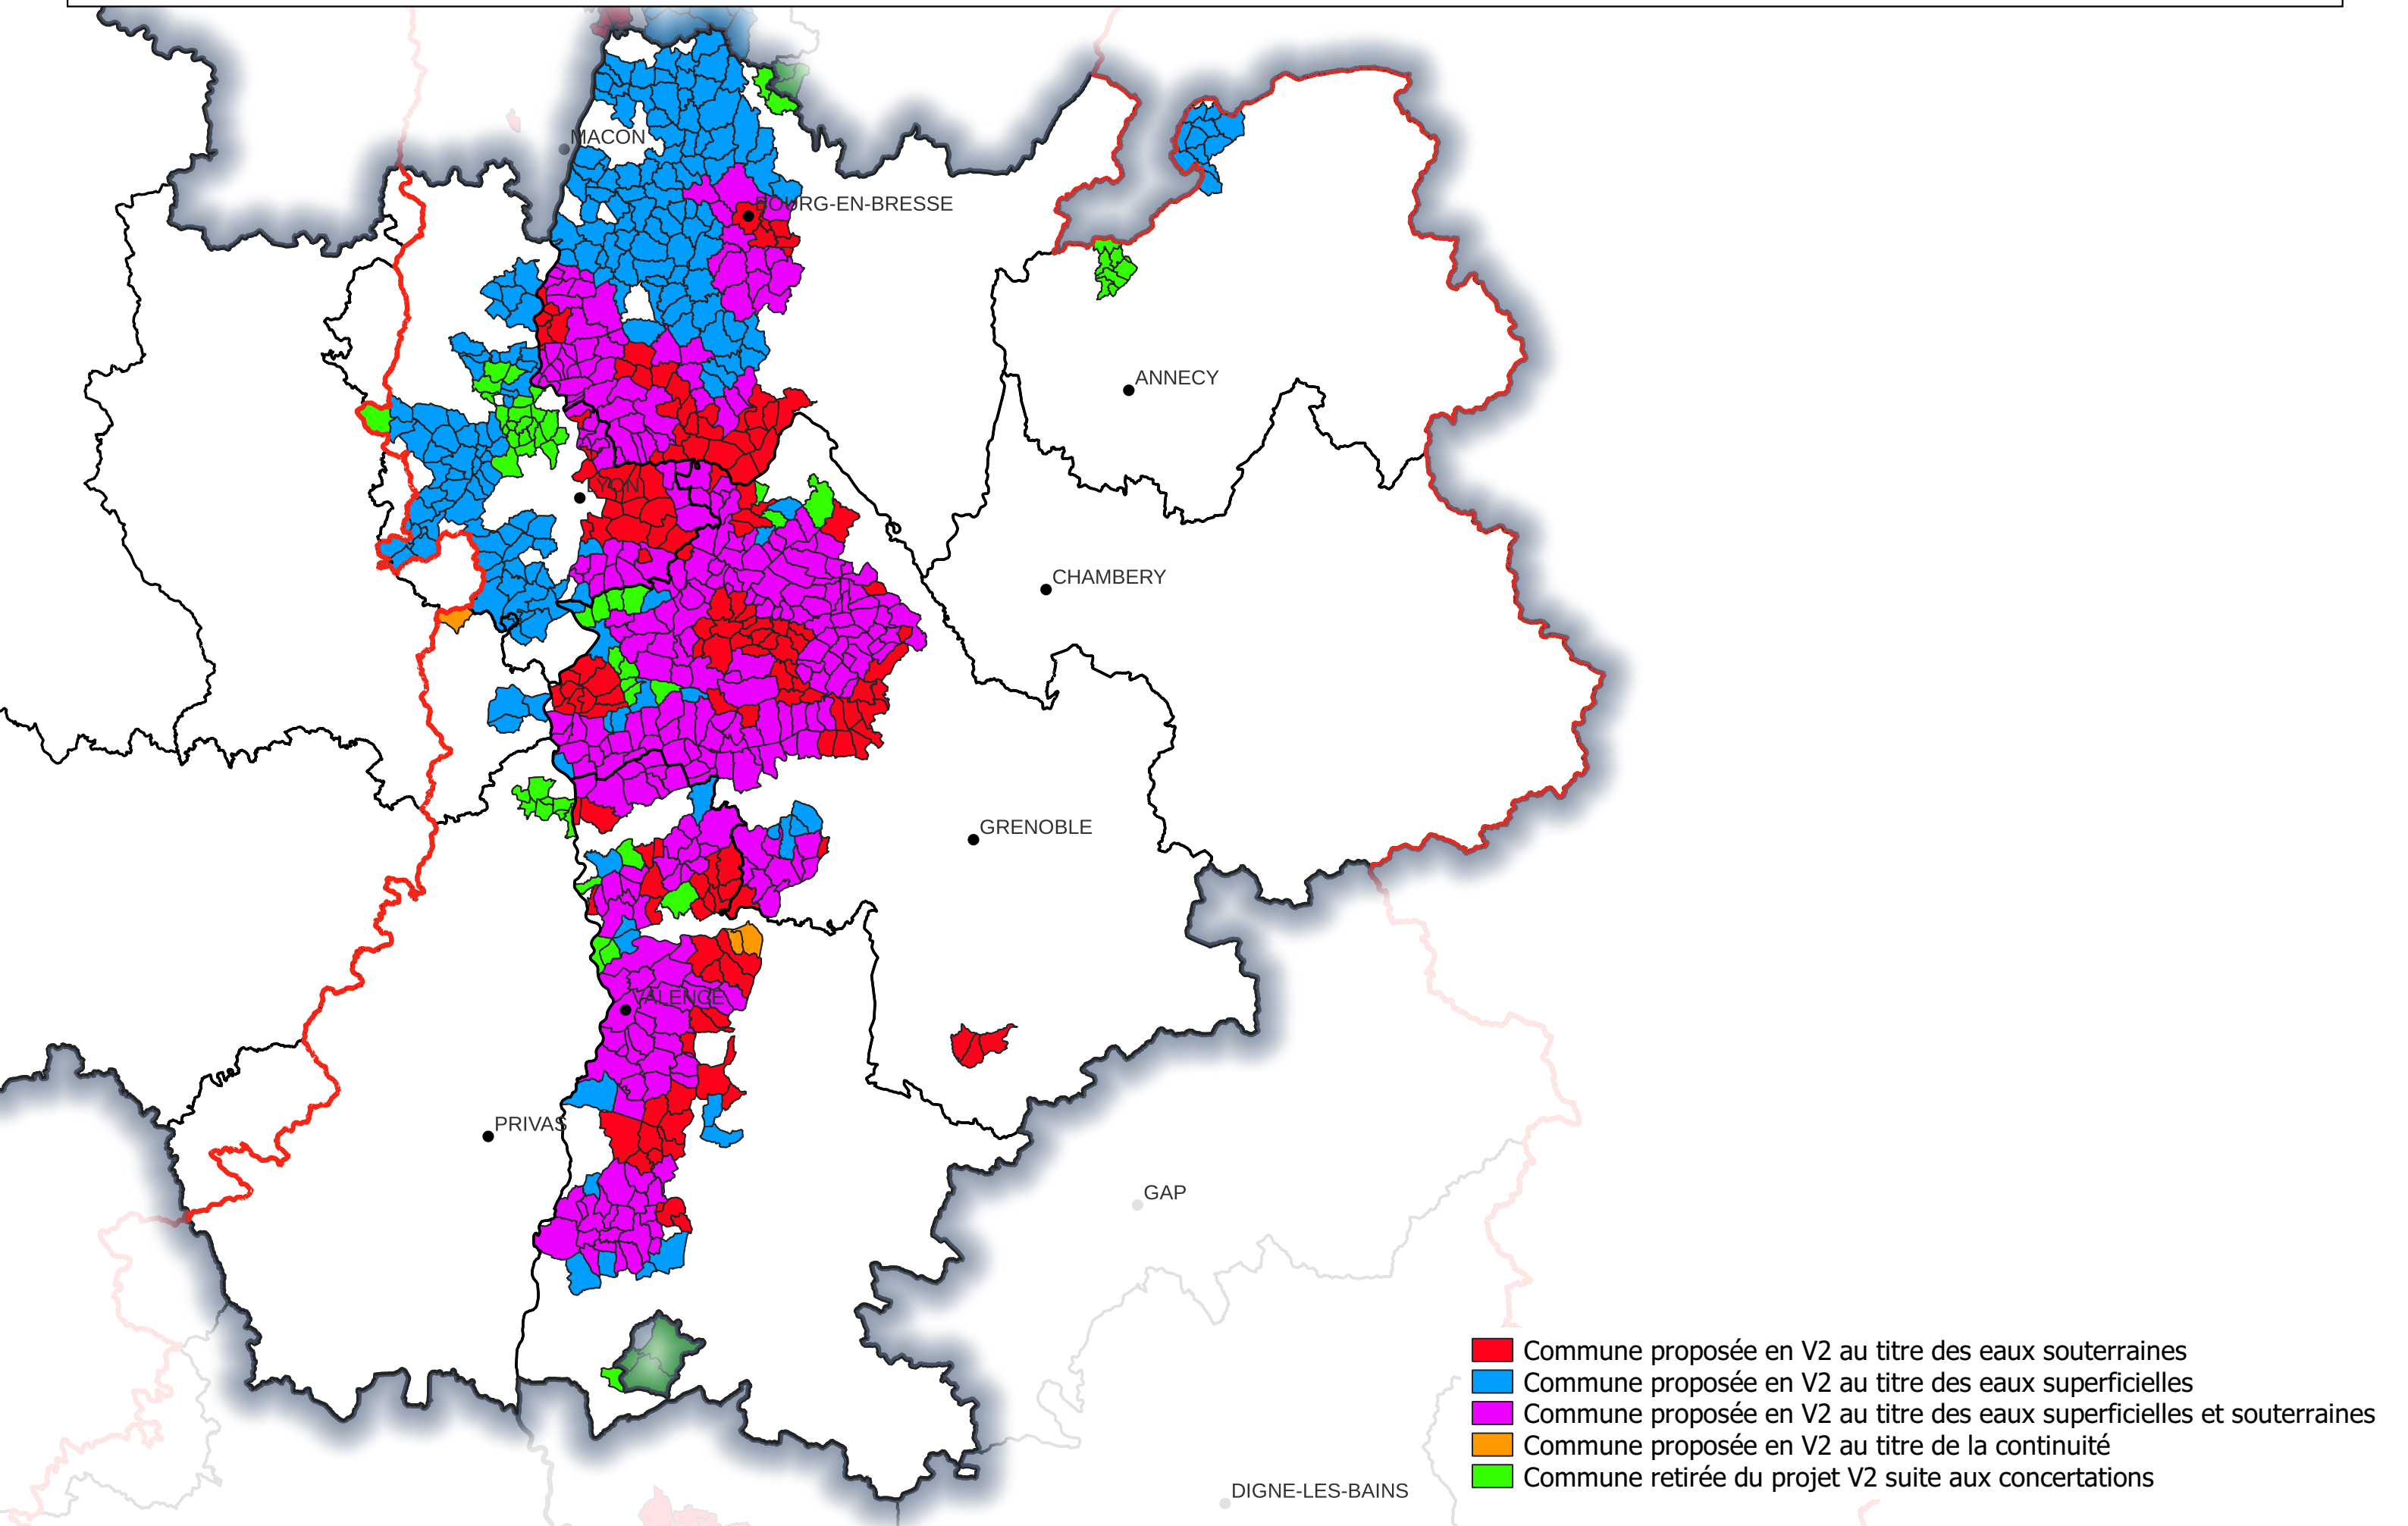 MACON
BOURG-EN-BRESSE
ANNECY
LYON
CHAMBERY
GRENOBLE
VALENCE
PRIVAS
GAP
DIGNE-LES-BAINS
Commune proposée en V2 au titre des eaux souterraines
Commune proposée en V2 au titre des eaux superficielles
Commune proposée en V2 au titre des eaux superficielles et souterraines
Commune proposée en V2 au titre de la continuité
Commune retirée du projet V2 suite aux concertations